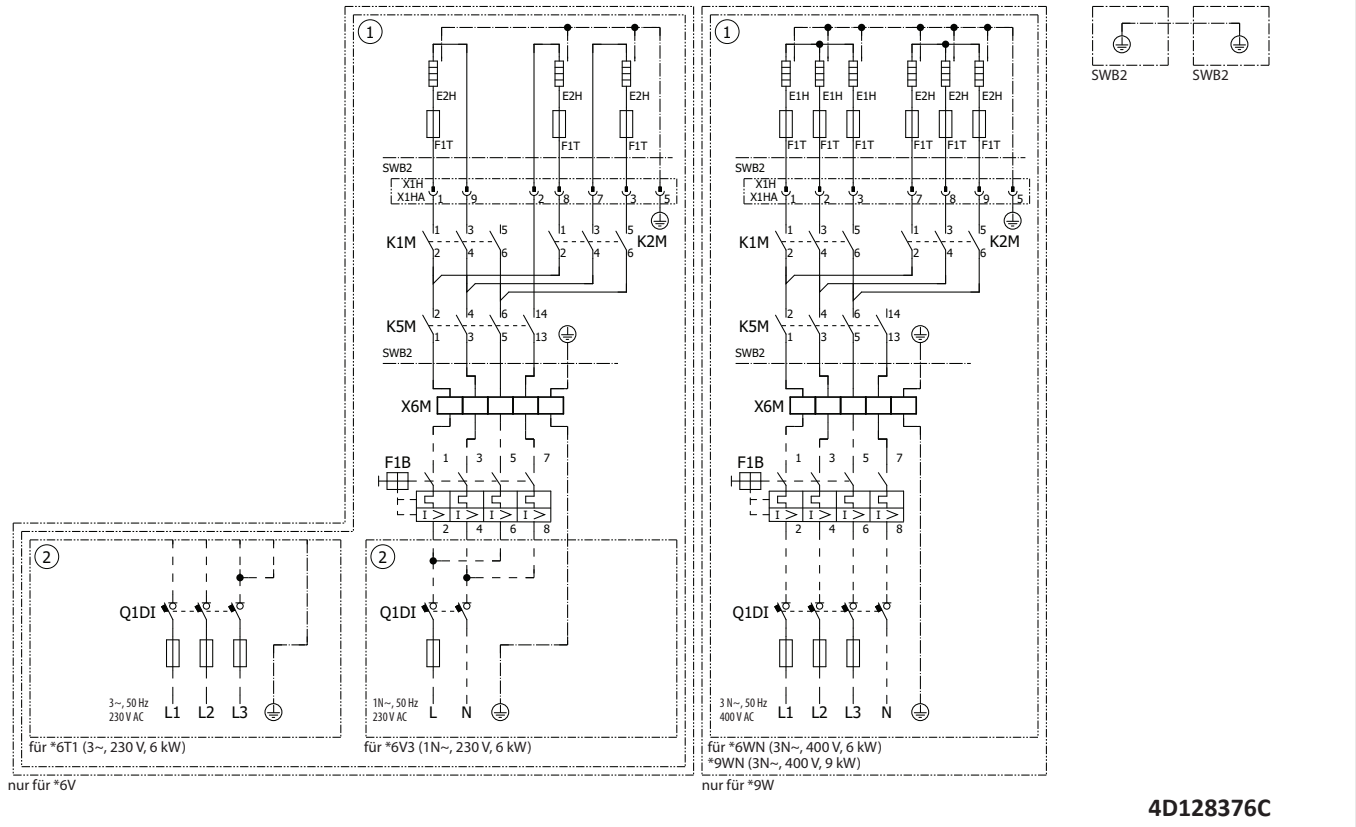 1
1
SWB2
SWB2
E2H E2H E2H
E1H E1H E1H E2H E2H E2H
F1T F1T F1T
F1T F1T F1T F1T F1T F1T
SWB2
SWB2
X1H
X1H
X1HA 1 9 2 8 7 3 5
X1HA 1 2 3 7 8 9 5
1 3 5 1 3 5
K1M K2M
2 4 6 2 4 6
1 3 5 1 3 5
K1M K2M
2 4 6 2 4 6
2 4 6 14
K5M
1 3 5 13
2 4 6 14
K5M
1 3 5 13
SWB2
SWB2
X6M
X6M
F1B 1 3 5 7
F1B 1 3 5 7
I > I > I > I >
I > I > I > I >
2 4 6 8
2 4 6 8
2
2
Q1DI
Q1DI
Q1DI
3~, 50 Hz
230 V AC
L1 L2 L3
1N~, 50 Hz
230 V AC
L N
3 N~, 50 Hz
400 V AC
L1 L2 L3 N
für *6T1 (3~, 230 V, 6 kW)
für *6V3 (1N~, 230 V, 6 kW)
für *6WN (3N~, 400 V, 6 kW)
*9WN (3N~, 400 V, 9 kW)
nur für *6V
nur für *9W
4D128376C